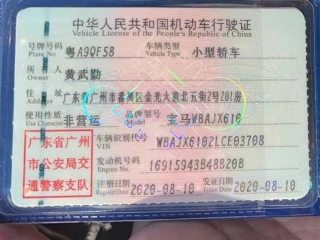 中华人民共和国机动车行驶证
Vehicle License of the People's Republic of China
号牌号码 粤A9QF58 车辆类型 小型轿车
Plate No. Vehicle Type
所有人 黄武勤
Owner
住址 广东省广州市番禺区金光大道北五街2号201房
Address
使用性质 非营运 品牌型号 宝马WBAJX610
Use Character Model
广东省广州市公安局交通警察支队
车辆识别代号 WBAJX6102LCE03708
VIN
发动机号码 16915943B48B20B
Engine No.
注册日期 2020-08-10 发证日期 2020-08-10
Register Date Issue Date